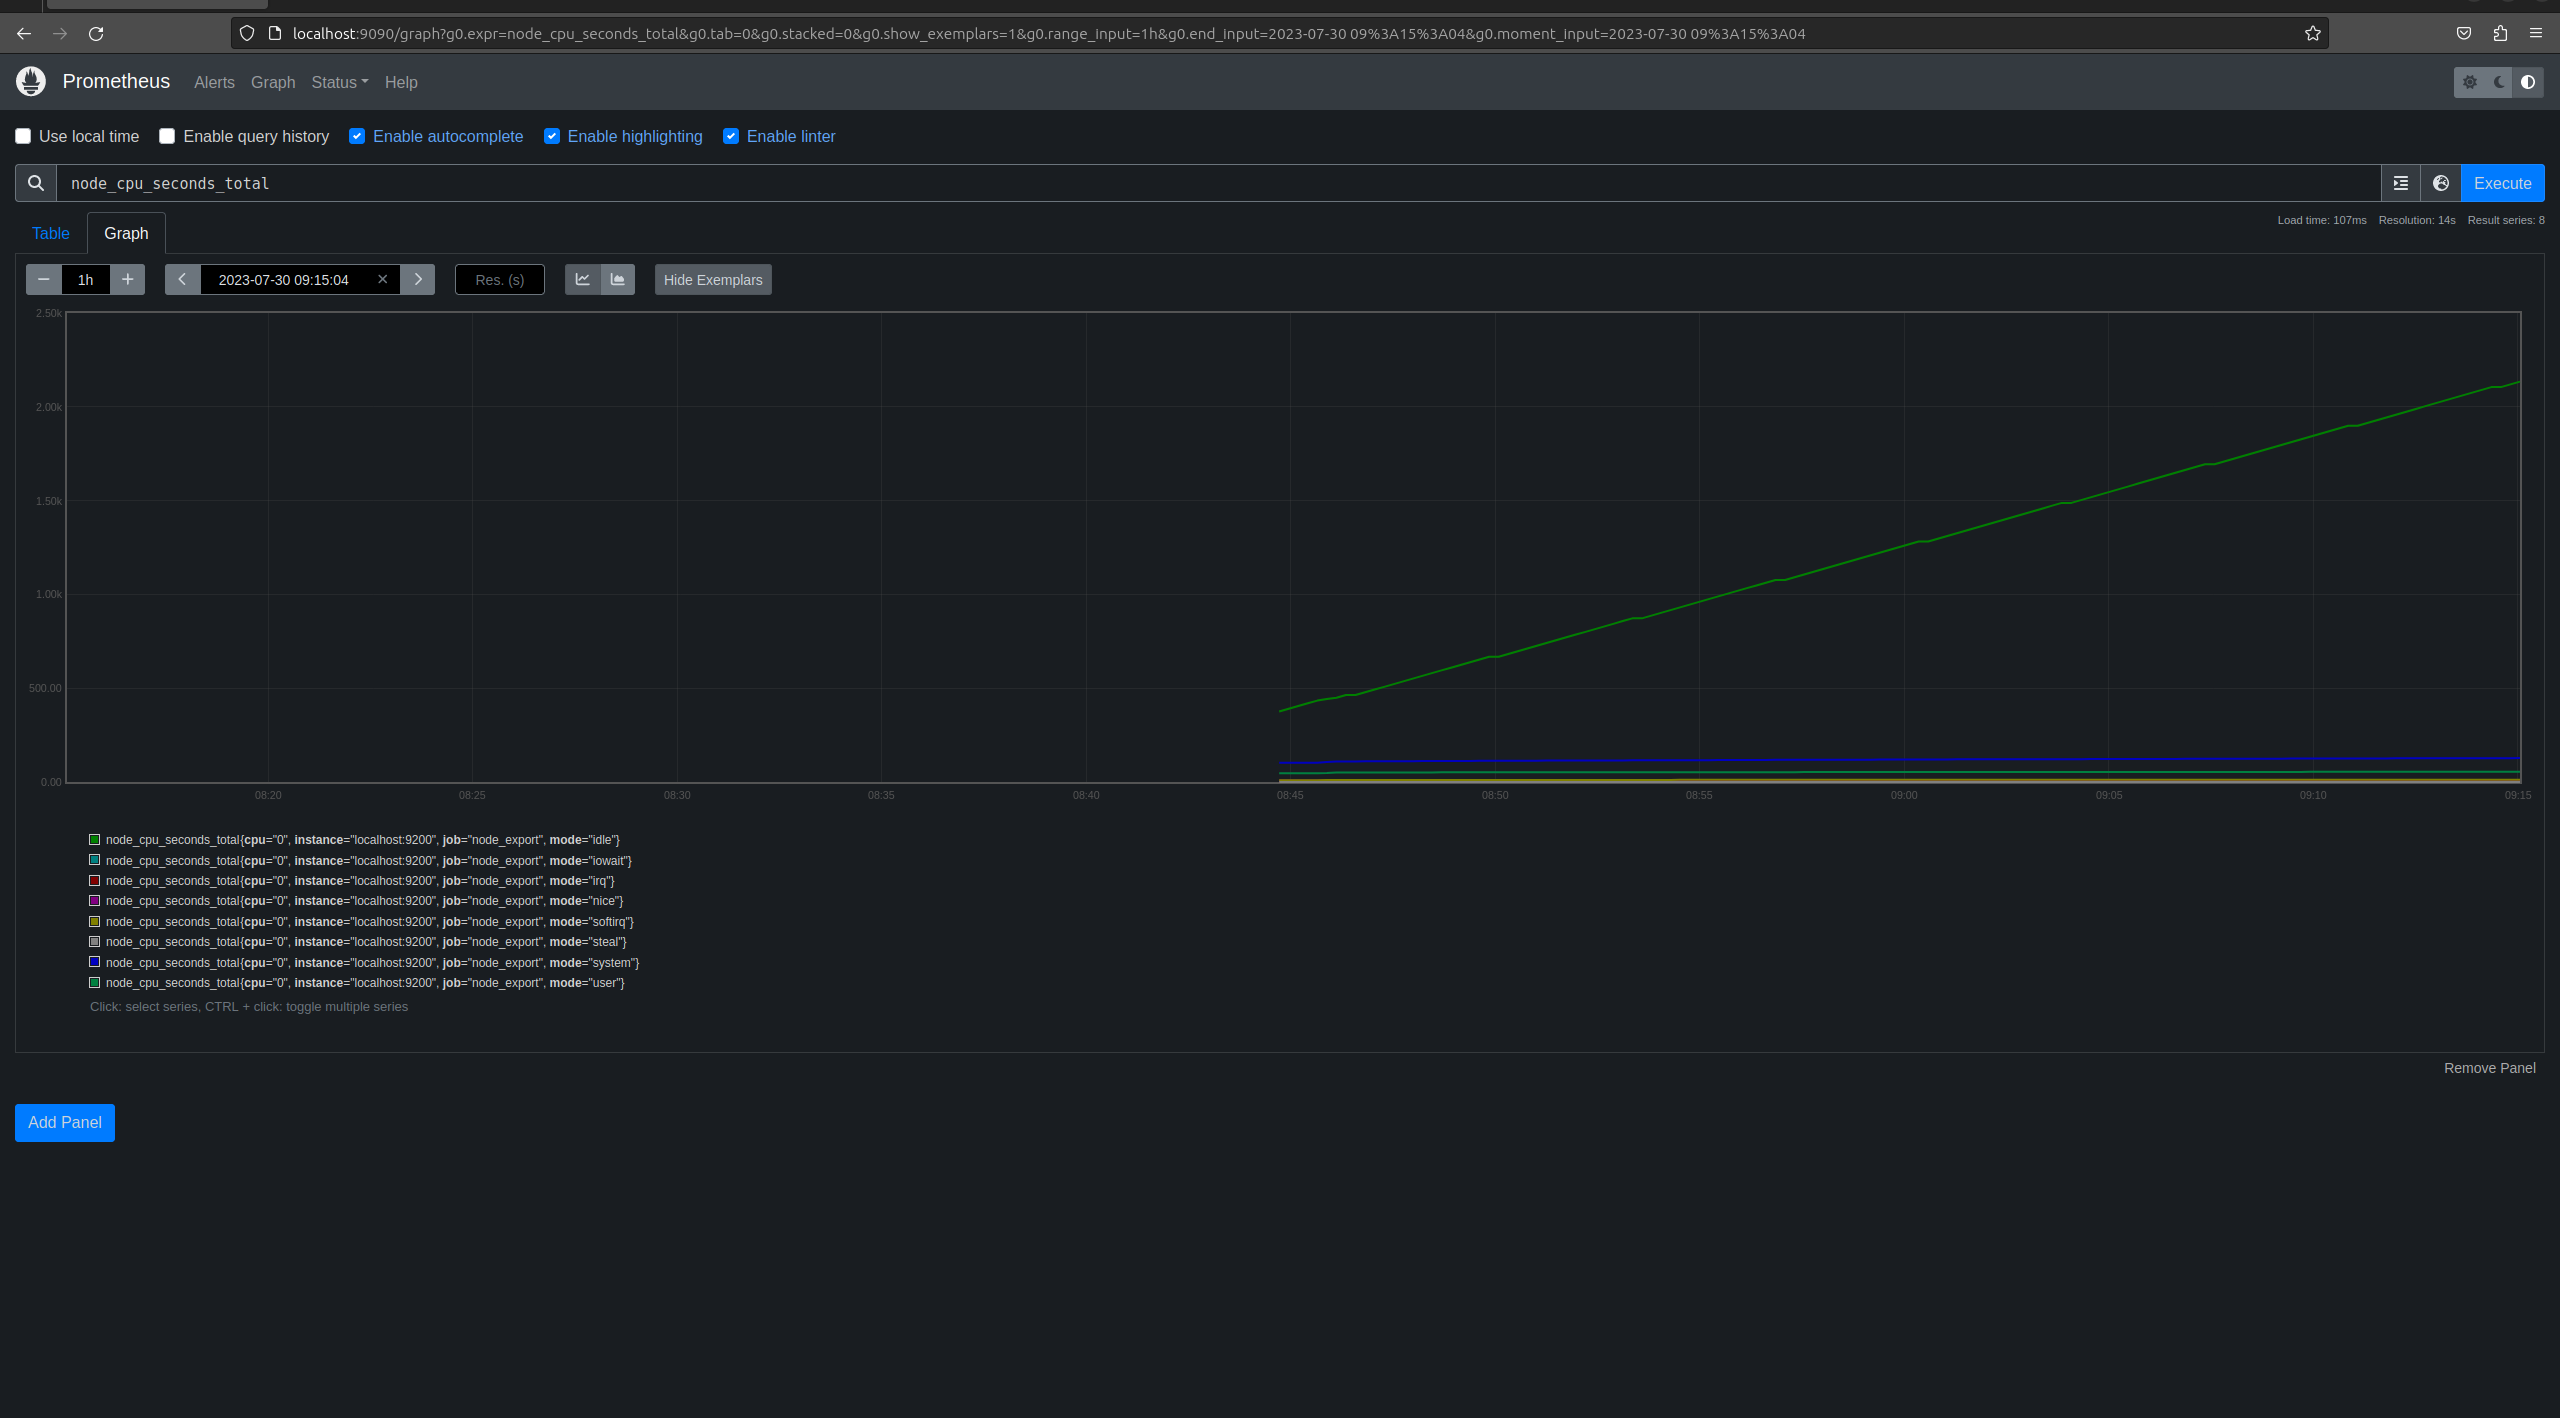 localhost:9090/graph?g0.expr=node_cpu_seconds_total&g0.tab=0&g0.stacked=0&g0.show_exemplars=1&g0.range_input=1h&g0.end_input=2023-07-30 09%3A15%3A04&g0.moment_input=2023-07-30 09%3A15%3A04
Prometheus Alerts Graph Status Help
Use local time Enable query history Enable autocomplete Enable highlighting Enable linter
node_cpu_seconds_total Execute
Load time: 107ms Resolution: 14s Result series: 8
Table Graph
1h 2023-07-30 09:15:04 Res. (s) Hide Exemplars
2.50k
2.00k
1.50k
1.00k
500.00
0.00
08:20 08:25 08:30 08:35 08:40 08:45 08:50 08:55 09:00 09:05 09:10 09:15
node_cpu_seconds_total{cpu="0", instance="localhost:9200", job="node_export", mode="idle"}
node_cpu_seconds_total{cpu="0", instance="localhost:9200", job="node_export", mode="iowait"}
node_cpu_seconds_total{cpu="0", instance="localhost:9200", job="node_export", mode="irq"}
node_cpu_seconds_total{cpu="0", instance="localhost:9200", job="node_export", mode="nice"}
node_cpu_seconds_total{cpu="0", instance="localhost:9200", job="node_export", mode="softirq"}
node_cpu_seconds_total{cpu="0", instance="localhost:9200", job="node_export", mode="steal"}
node_cpu_seconds_total{cpu="0", instance="localhost:9200", job="node_export", mode="system"}
node_cpu_seconds_total{cpu="0", instance="localhost:9200", job="node_export", mode="user"}
Click: select series, CTRL + click: toggle multiple series
Remove Panel
Add Panel